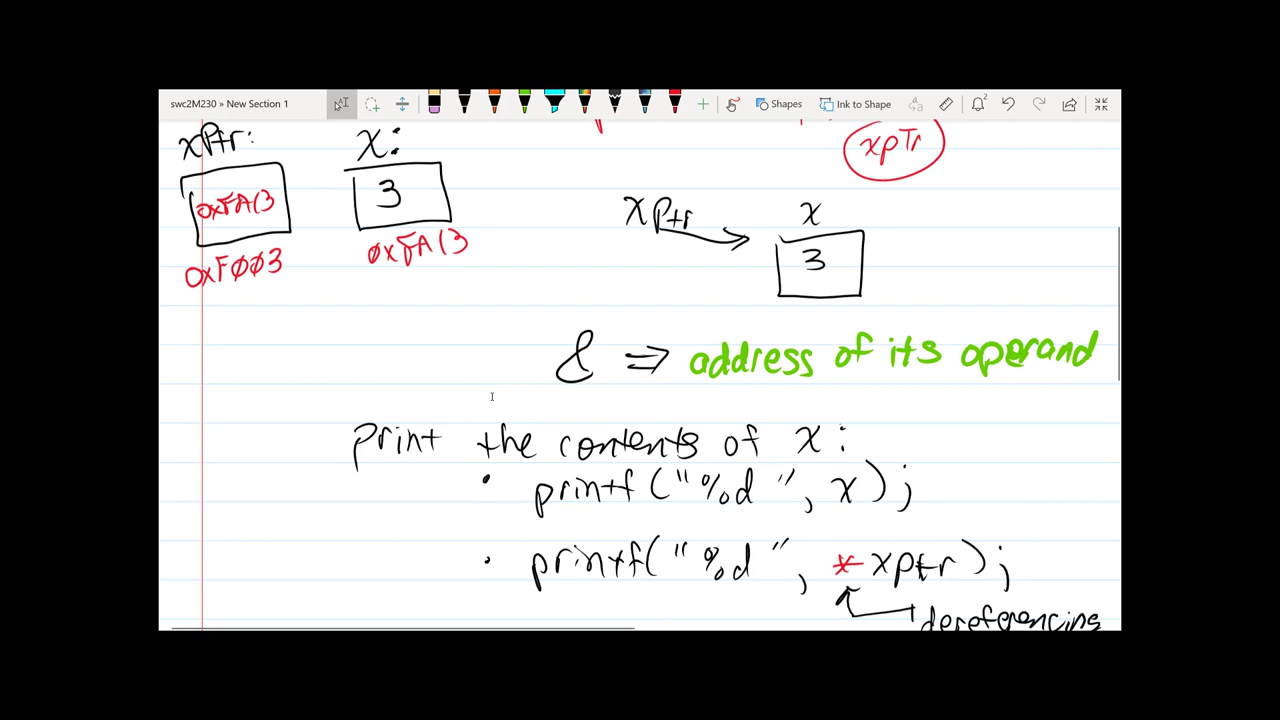 swc2M230 » New Section 1
Shapes
Ink to Shape
2
xPtr:
x:
xpTr
0xFA13
3
xPtr
x
0xF003
0xFA13
3
& ⇒ address of its operand
print the contents of x:
• printf("%d", x);
• printf("%d", *xptr);
dereferencing